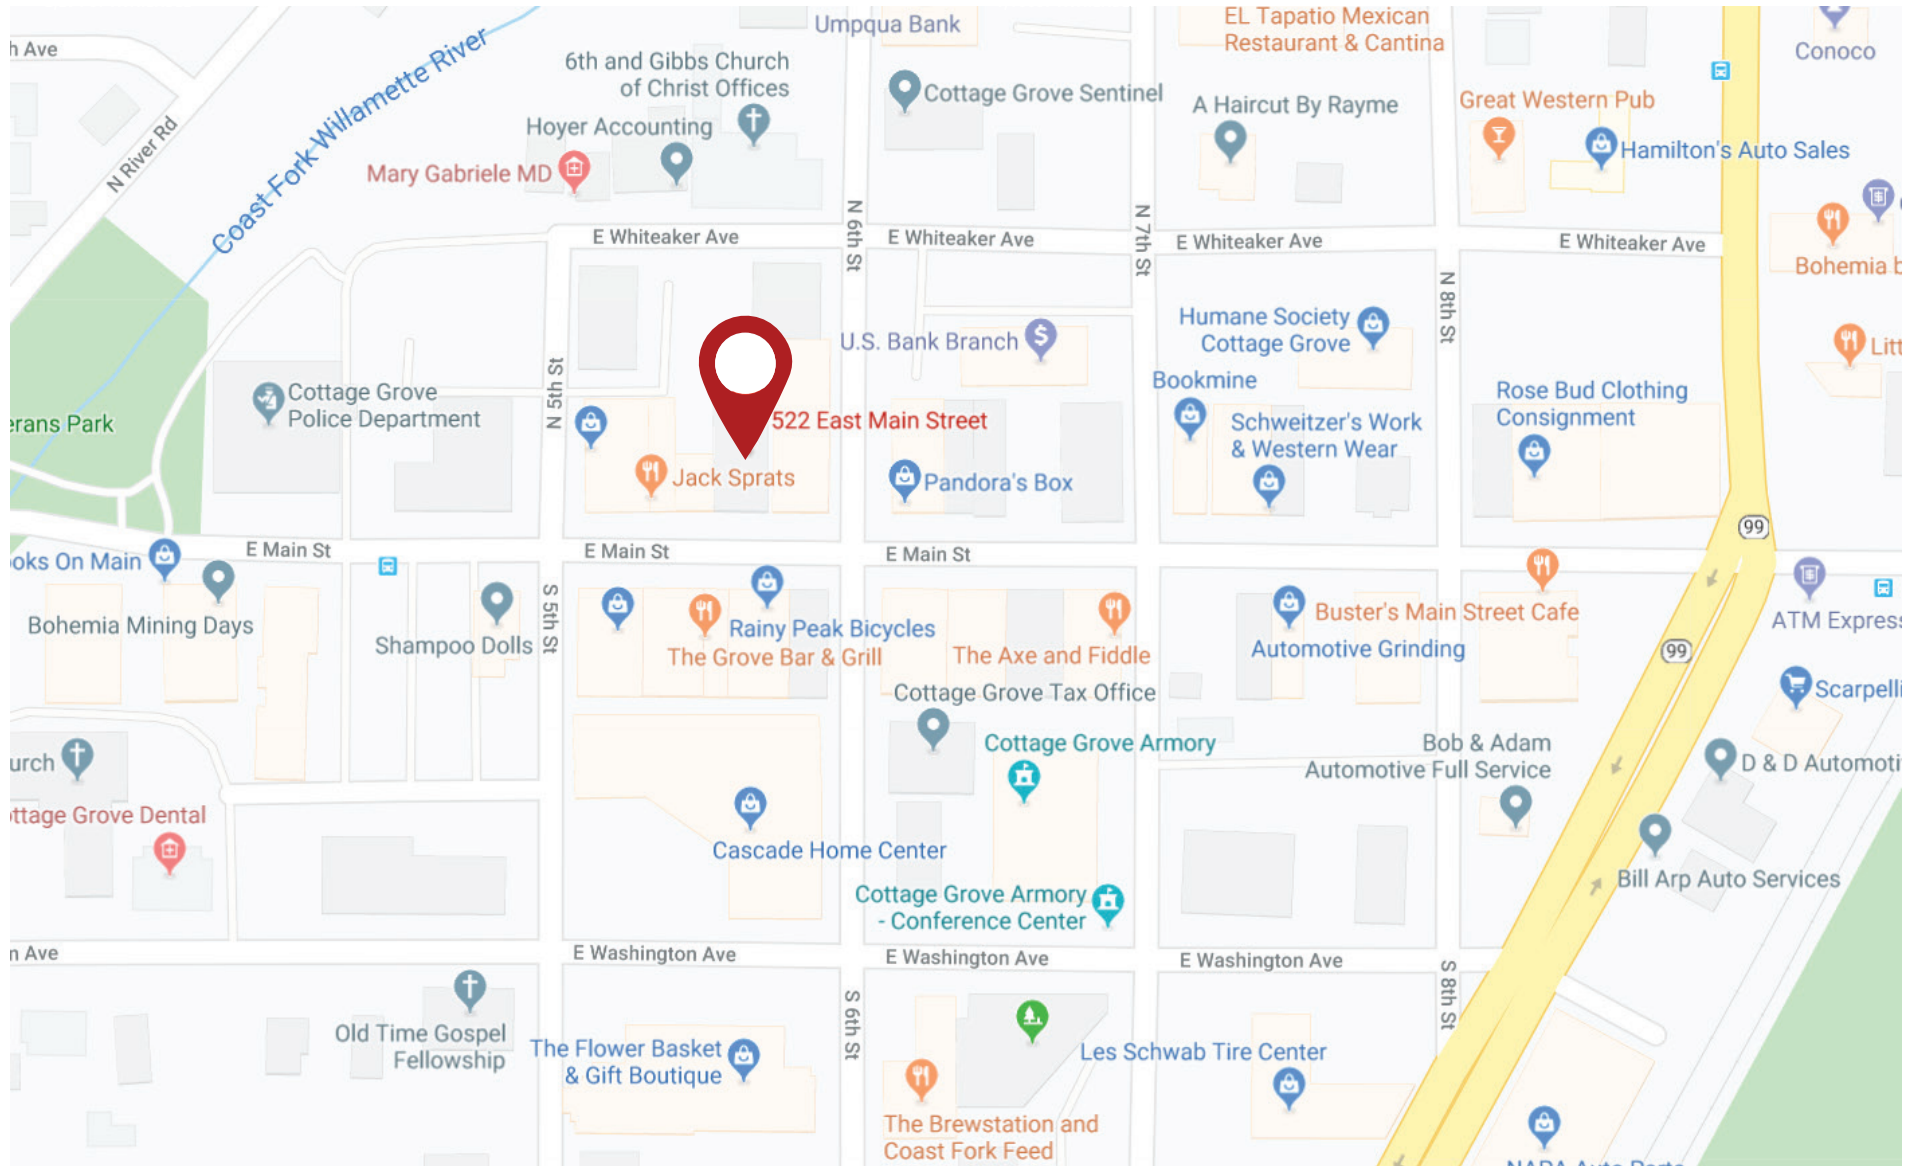 Umpqua Bank
EL Tapatio Mexican
Restaurant & Cantina
Conoco
h Ave
Coast Fork Willamette River
6th and Gibbs Church
of Christ Offices
Cottage Grove Sentinel
A Haircut By Rayme
Great Western Pub
Hoyer Accounting
Hamilton's Auto Sales
N River Rd
Mary Gabriele MD
E Whiteaker Ave
N 6th St
E Whiteaker Ave
N 7th St
E Whiteaker Ave
E Whiteaker Ave
Bohemia b
N 8th St
Humane Society
Cottage Grove
U.S. Bank Branch
Litt
Bookmine
Rose Bud Clothing
Consignment
Cottage Grove
Police Department
N 5th St
erans Park
522 East Main Street
Schweitzer's Work
& Western Wear
Jack Sprats
Pandora's Box
99
E Main St
E Main St
E Main St
oks On Main
Bohemia Mining Days
Shampoo Dolls
S 5th St
Rainy Peak Bicycles
The Grove Bar & Grill
The Axe and Fiddle
Buster's Main Street Cafe
Automotive Grinding
ATM Express
99
Cottage Grove Tax Office
Scarpelli
Cottage Grove Armory
Bob & Adam
Automotive Full Service
urch
D & D Automoti
ttage Grove Dental
Cascade Home Center
Bill Arp Auto Services
Cottage Grove Armory
- Conference Center
n Ave
E Washington Ave
E Washington Ave
E Washington Ave
S 6th St
S 8th St
Old Time Gospel
Fellowship
The Flower Basket
& Gift Boutique
Les Schwab Tire Center
The Brewstation and
Coast Fork Feed
NAPA Auto Parts